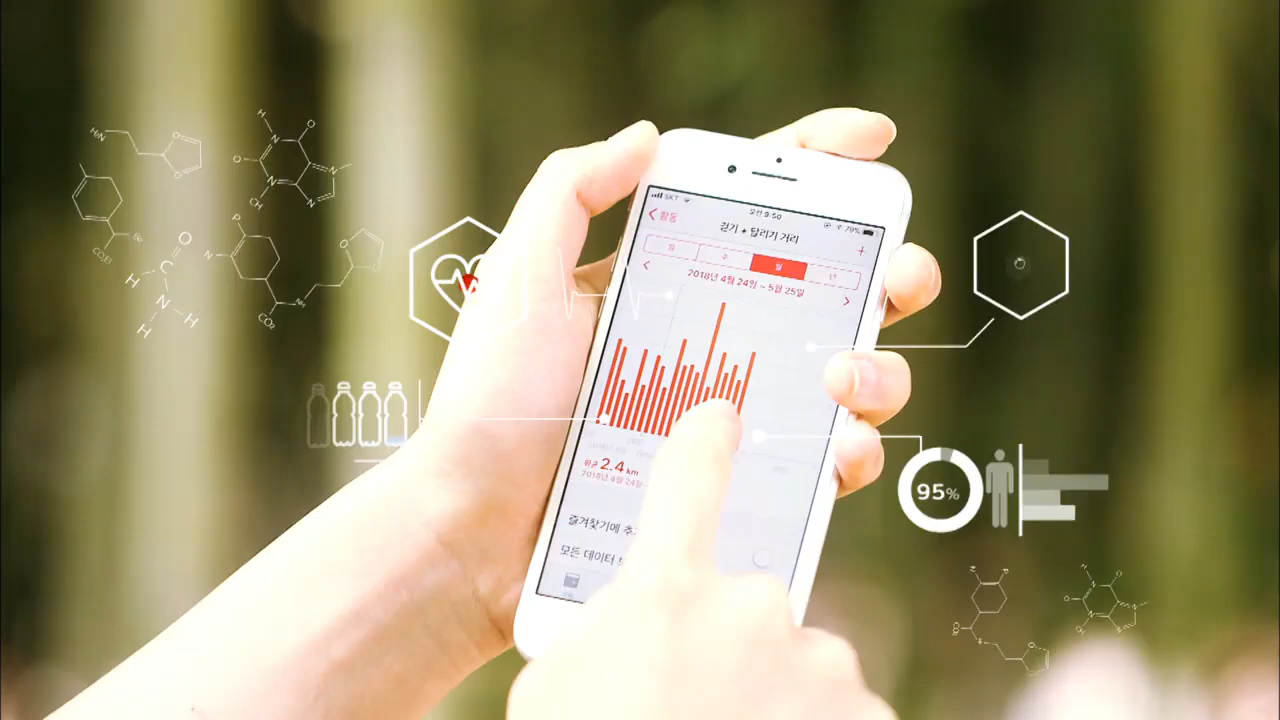 SKT
오전 9:50
79%
활동
걷기 + 달리기 거리
+
일
주
월
년
2018년 4월 24일 ~ 5월 25일
평균 2.4 km
2018년 4월 24일
즐겨찾기에 추
모든 데이터
95%
H₂N
CO₂
H
C
O
N
H
H